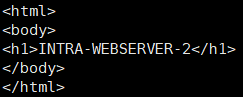 <html>
<body>
<h1>INTRA-WEBSERVER-2</h1>
</body>
</html>